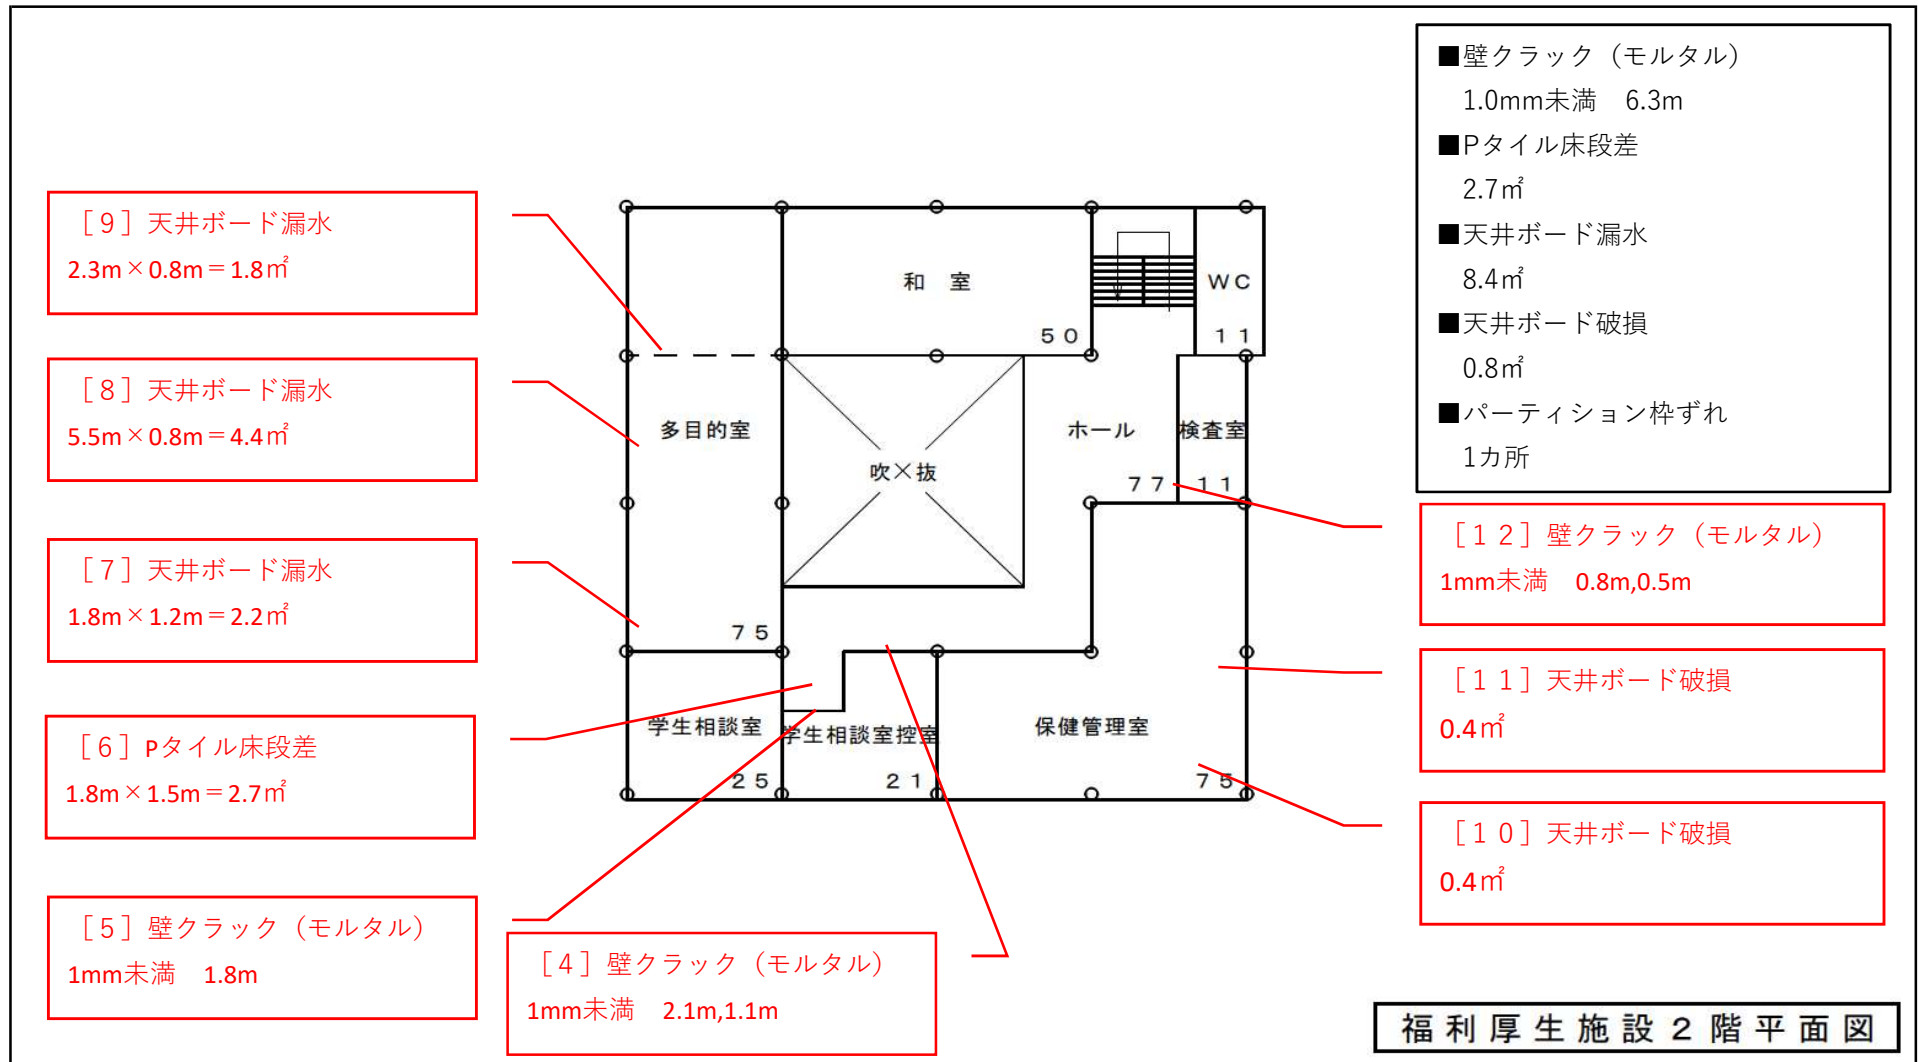 ■壁クラック（モルタル）
1.0mm未満　6.3m
■Pタイル床段差
2.7㎡
■天井ボード漏水
8.4㎡
■天井ボード破損
0.8㎡
■パーティション枠ずれ
1カ所
［9］天井ボード漏水
2.3m×0.8m＝1.8㎡
［8］天井ボード漏水
5.5m×0.8m＝4.4㎡
［7］天井ボード漏水
1.8m×1.2m＝2.2㎡
［6］Pタイル床段差
1.8m×1.5m＝2.7㎡
［5］壁クラック（モルタル）
1mm未満　1.8m
［4］壁クラック（モルタル）
1mm未満　2.1m,1.1m
和　室
５０
ＷＣ
１１
多目的室
７５
吹×抜
ホール
７７
検査室
１１
学生相談室
２５
学生相談室控室
２１
保健管理室
７５
［１２］壁クラック（モルタル）
1mm未満　0.8m,0.5m
［１１］天井ボード破損
0.4㎡
［１０］天井ボード破損
0.4㎡
福利厚生施設２階平面図